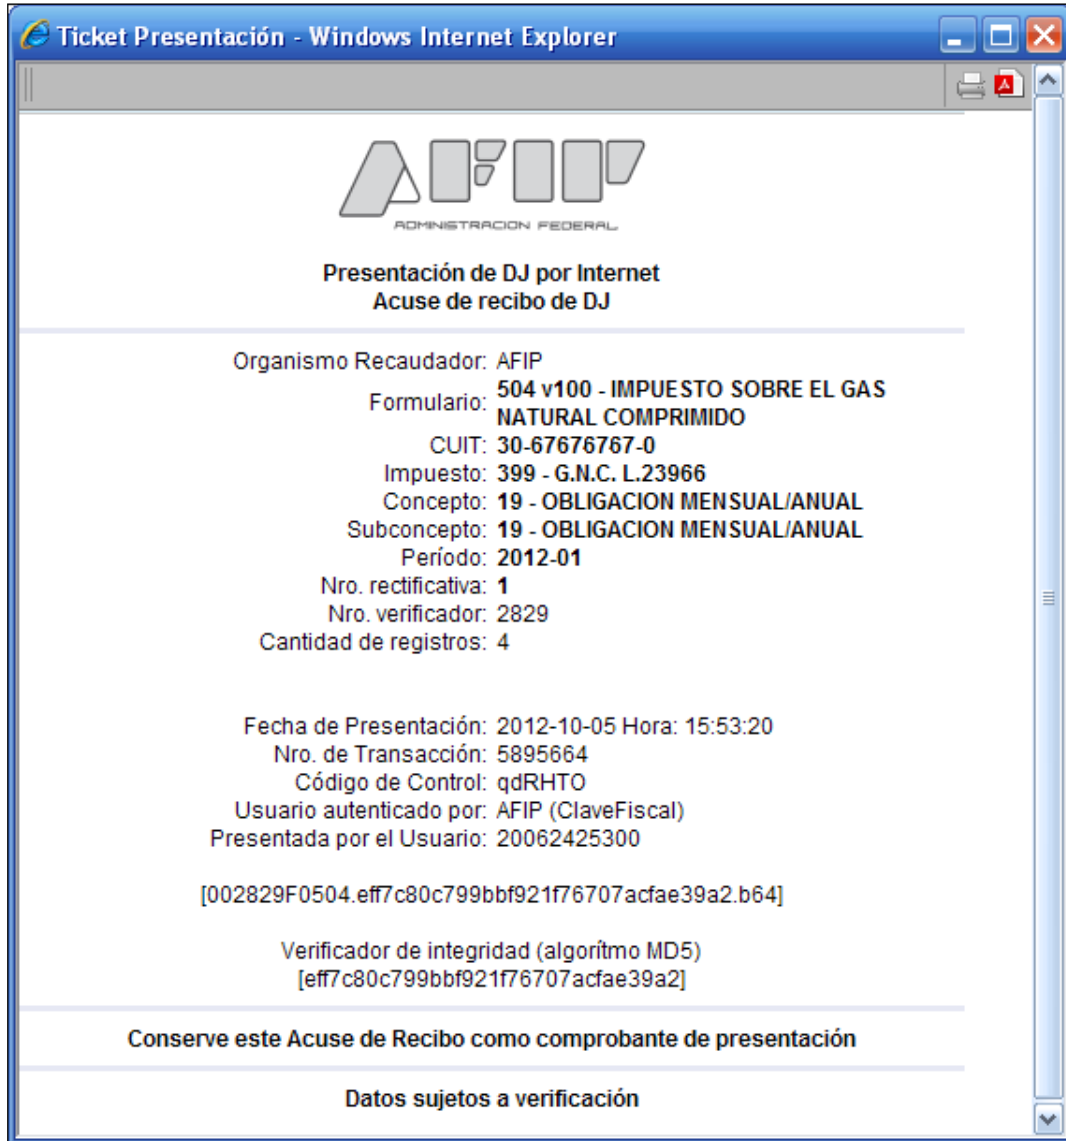 Ticket Presentación - Windows Internet Explorer
AFIP
ADMINISTRACION FEDERAL
Presentación de DJ por Internet
Acuse de recibo de DJ
Organismo Recaudador: AFIP
Formulario: 504 v100 - IMPUESTO SOBRE EL GAS
NATURAL COMPRIMIDO
CUIT: 30-67676767-0
Impuesto: 399 - G.N.C. L.23966
Concepto: 19 - OBLIGACION MENSUAL/ANUAL
Subconcepto: 19 - OBLIGACION MENSUAL/ANUAL
Período: 2012-01
Nro. rectificativa: 1
Nro. verificador: 2829
Cantidad de registros: 4
Fecha de Presentación: 2012-10-05 Hora: 15:53:20
Nro. de Transacción: 5895664
Código de Control: qdRHTO
Usuario autenticado por: AFIP (ClaveFiscal)
Presentada por el Usuario: 20062425300
[002829F0504.eff7c80c799bbf921f76707acfae39a2.b64]
Verificador de integridad (algorítmo MD5)
[eff7c80c799bbf921f76707acfae39a2]
Conserve este Acuse de Recibo como comprobante de presentación
Datos sujetos a verificación